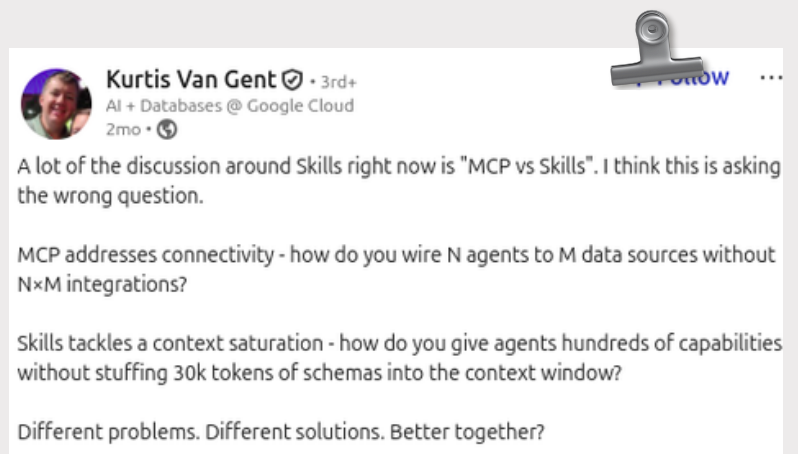 Kurtis Van Gent • 3rd+
AI + Databases @ Google Cloud
2mo •
A lot of the discussion around Skills right now is "MCP vs Skills". I think this is asking
the wrong question.
MCP addresses connectivity - how do you wire N agents to M data sources without
N×M integrations?
Skills tackles a context saturation - how do you give agents hundreds of capabilities
without stuffing 30k tokens of schemas into the context window?
Different problems. Different solutions. Better together?